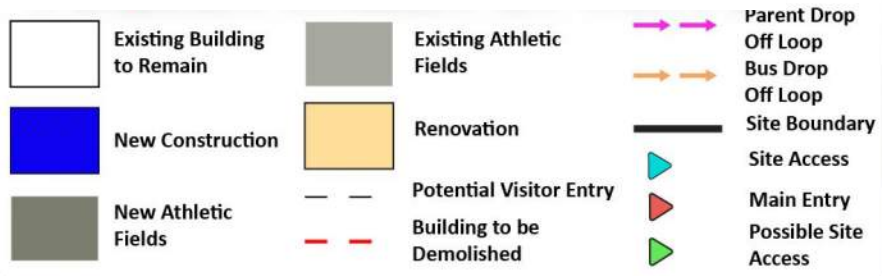 Existing Building
to Remain
New Construction
New Athletic
Fields
Existing Athletic
Fields
Renovation
Potential Visitor Entry
Building to be
Demolished
Parent Drop
Off Loop
Bus Drop
Off Loop
Site Boundary
Site Access
Main Entry
Possible Site
Access